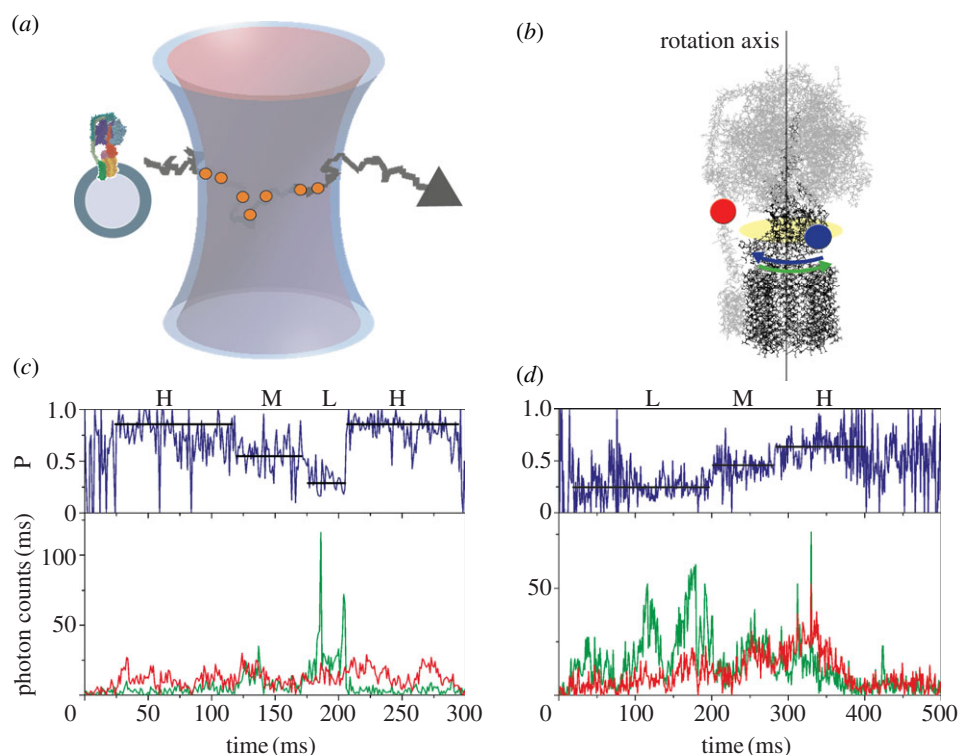 (a)
(b)
rotation axis
(c)
H M L H
1.0
P 0.5
0
photon counts (ms)
100
50
0 50 100 150 200 250 300
time (ms)
(d)
L M H
1.0
0.5
0
50
0 100 200 300 400 500
time (ms)